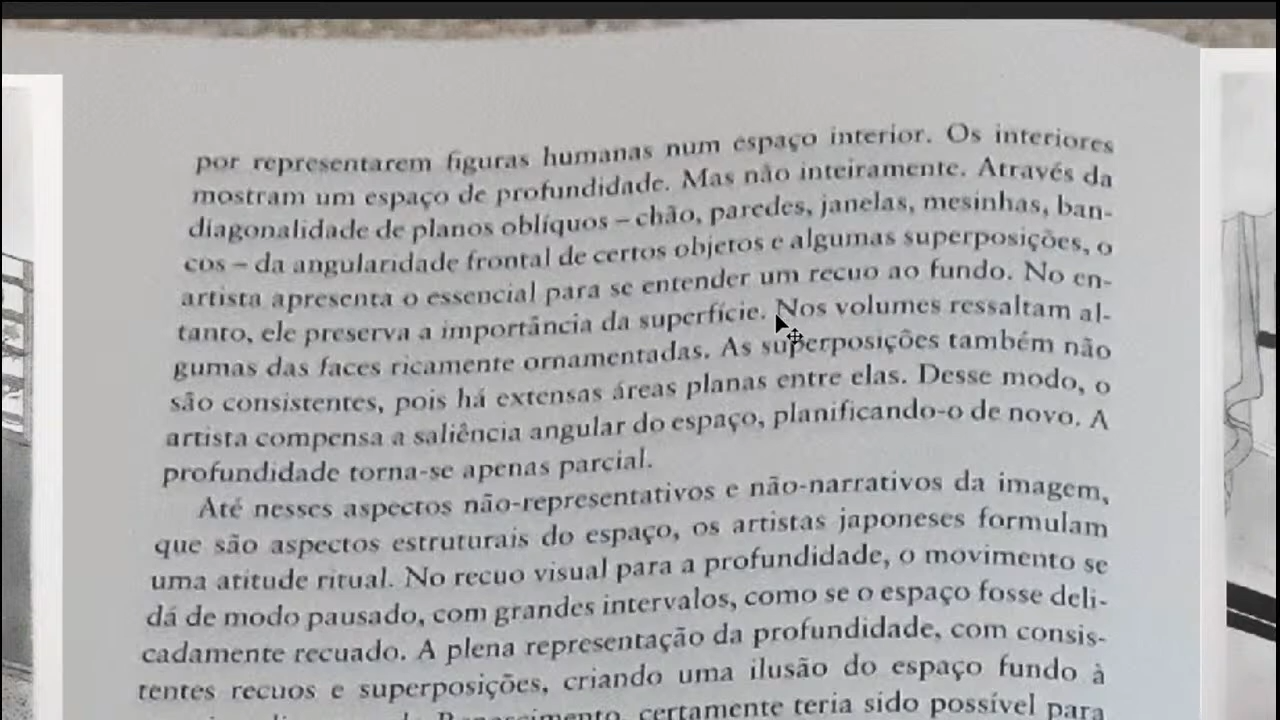 por representarem figuras humanas num espaço interior. Os interiores
mostram um espaço de profundidade. Mas não inteiramente. Através da
diagonalidade de planos oblíquos – chão, paredes, janelas, mesinhas, ban-
cos – da angularidade frontal de certos objetos e algumas superposições, o
artista apresenta o essencial para se entender um recuo ao fundo. No en-
tanto, ele preserva a importância da superfície. Nos volumes ressaltam al-
gumas das faces ricamente ornamentadas. As superposições também não
são consistentes, pois há extensas áreas planas entre elas. Desse modo, o
artista compensa a saliência angular do espaço, planificando-o de novo. A
profundidade torna-se apenas parcial.
Até nesses aspectos não-representativos e não-narrativos da imagem,
que são aspectos estruturais do espaço, os artistas japoneses formulam
uma atitude ritual. No recuo visual para a profundidade, o movimento se
dá de modo pausado, com grandes intervalos, como se o espaço fosse deli-
cadamente recuado. A plena representação da profundidade, com consis-
tentes recuos e superposições, criando uma ilusão do espaço fundo à
Renascimento, certamente teria sido possível para